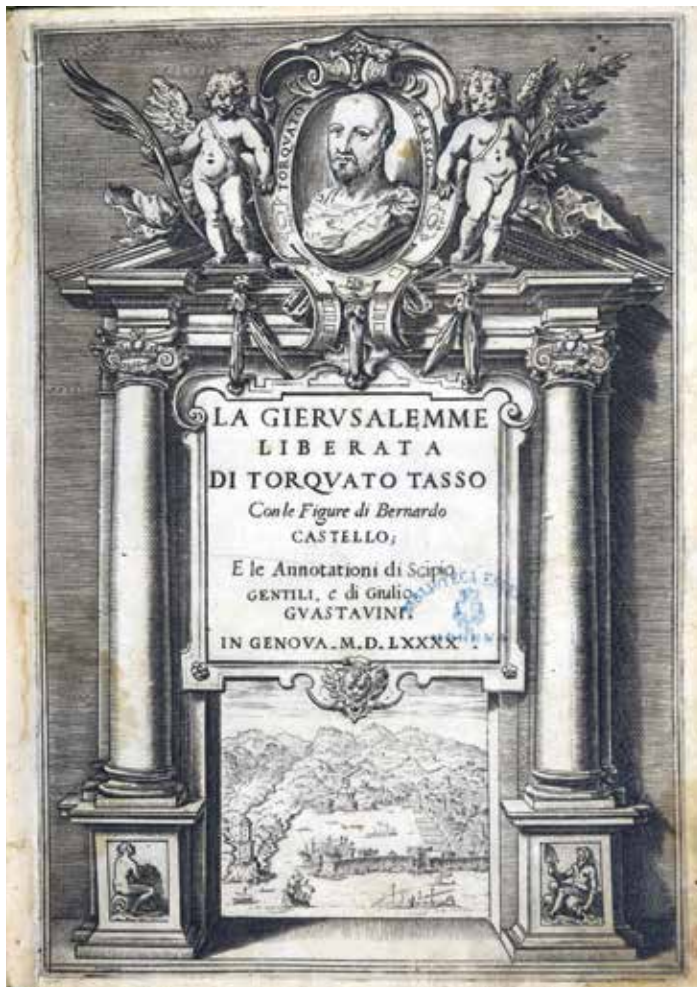 TORQVATO TASSO
LA GIERVSALEMME
LIBERATA
DI TORQVATO TASSO
Con le Figure di Bernardo
CASTELLO;
E le Annotationi di Scipio
GENTILI, e di Giulio
GVASTAVINI.
IN GENOVA. M. D. LXXXX.
BIBLIOTECA